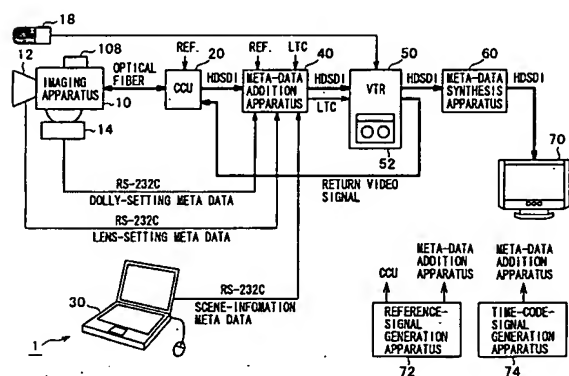 18
108
12
REF.
20
REF.
LTC
40
50
60
OPTICAL
FIBER
IMAGING
APPARATUS
10
CCU
HDSDI
META-DATA
ADDITION
APPARATUS
HDSDI
LTC
VTR
HDSDI
META-DATA
SYNTHESIS
APPARATUS
HDSDI
14
52
70
RS-232C
DOLLY-SETTING META DATA
RETURN VIDEO
SIGNAL
RS-232C
LENS-SETTING META DATA
30
RS-232C
SCENE-INFOMATION
META DATA
1
CCU
META-DATA
ADDITION
APPARATUS
META-DATA
ADDITION
APPARATUS
REFERENCE-
SIGNAL
GENERATION
APPARATUS
TIME-CODE-
SIGNAL
GENERATION
APPARATUS
72
74